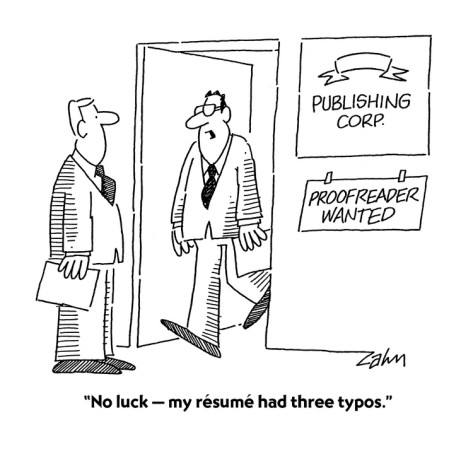 PUBLISHING
CORP.
PROOFREADER
WANTED
Zahn
"No luck — my résumé had three typos."